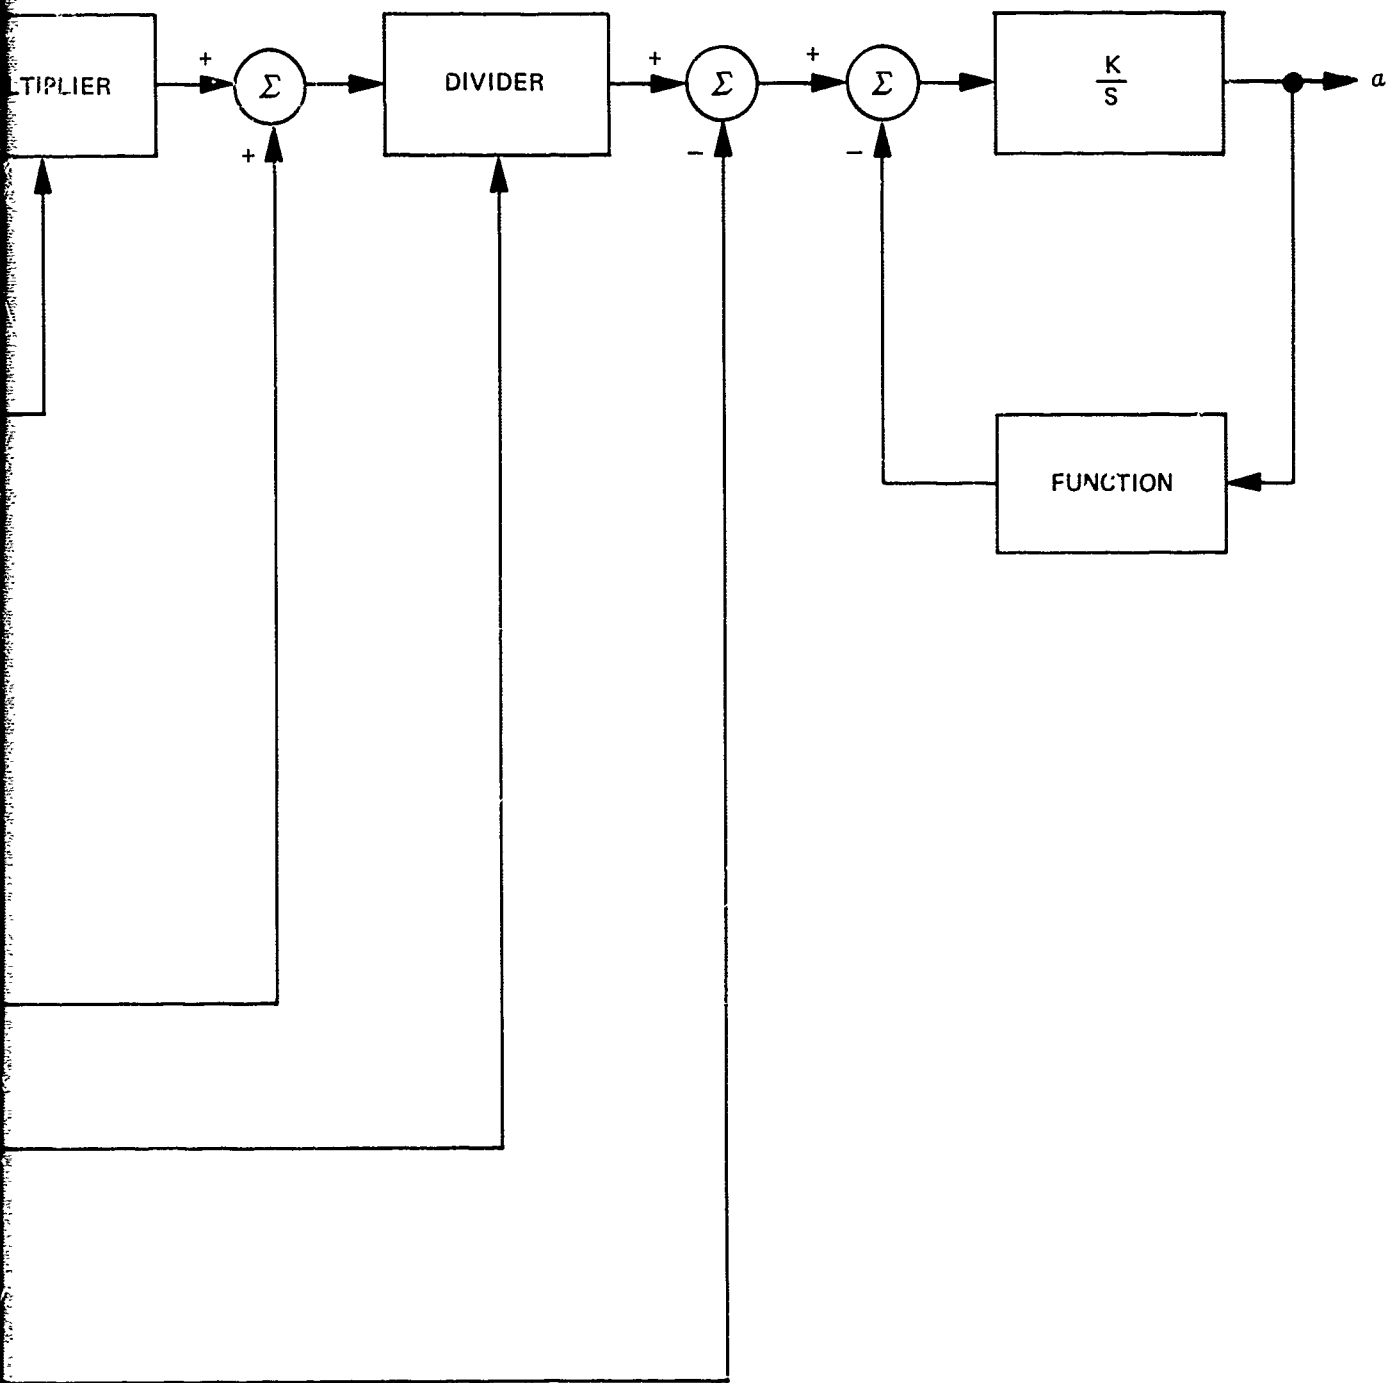 TIPLIER
+
Σ
+
DIVIDER
+
Σ
−
+
Σ
−
K
S
a
FUNCTION